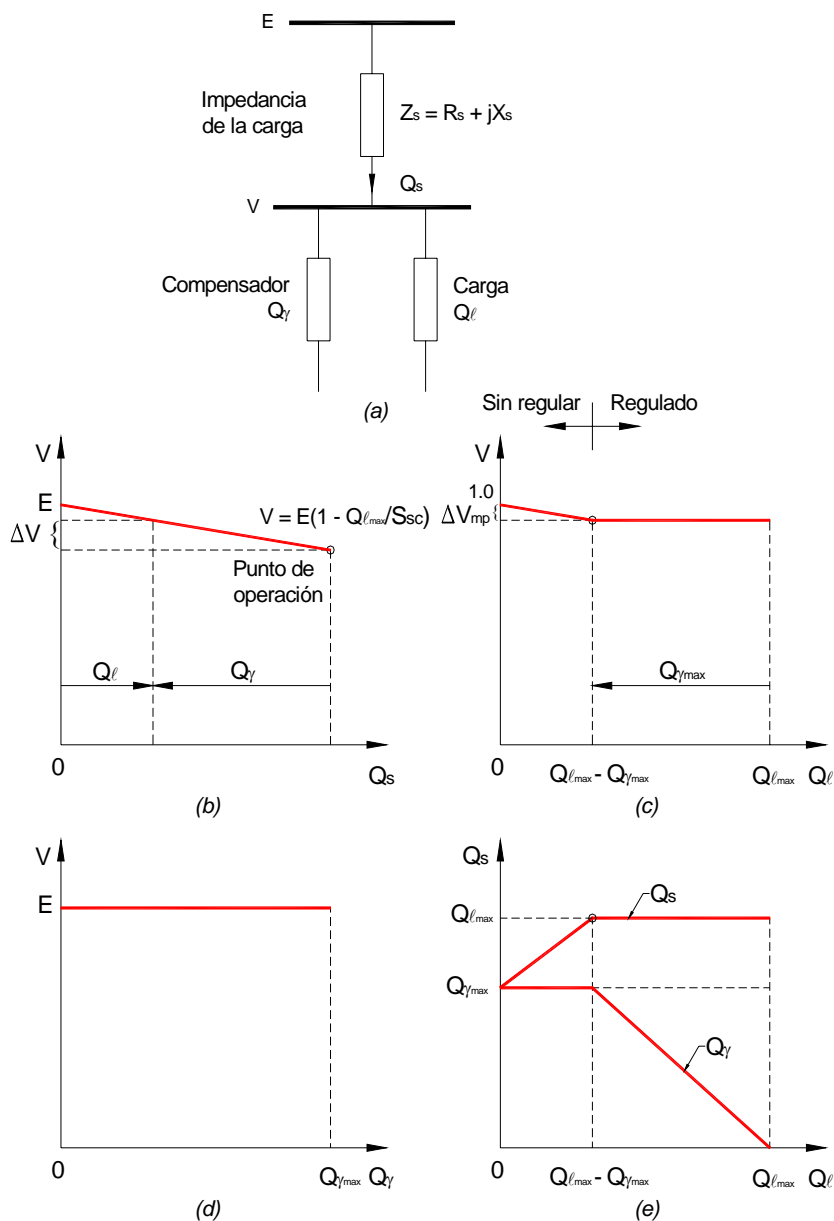 E
Impedancia
de la carga
Zs = Rs + jXs
Qs
V
Compensador
Qγ
Carga
Qℓ
(a)
Sin regular
Regulado
V
E
ΔV {
V = E(1 - Qℓmax/Ssc)
Punto de
operación
Qℓ
Qγ
0
Qs
(b)
V
1.0
ΔVmp {
Qγmax
0
Qℓmax - Qγmax
Qℓmax
Qℓ
(c)
V
E
0
Qγmax
Qγ
(d)
Qs
Qℓmax
Qs
Qγmax
Qγ
0
Qℓmax - Qγmax
Qℓmax
Qℓ
(e)